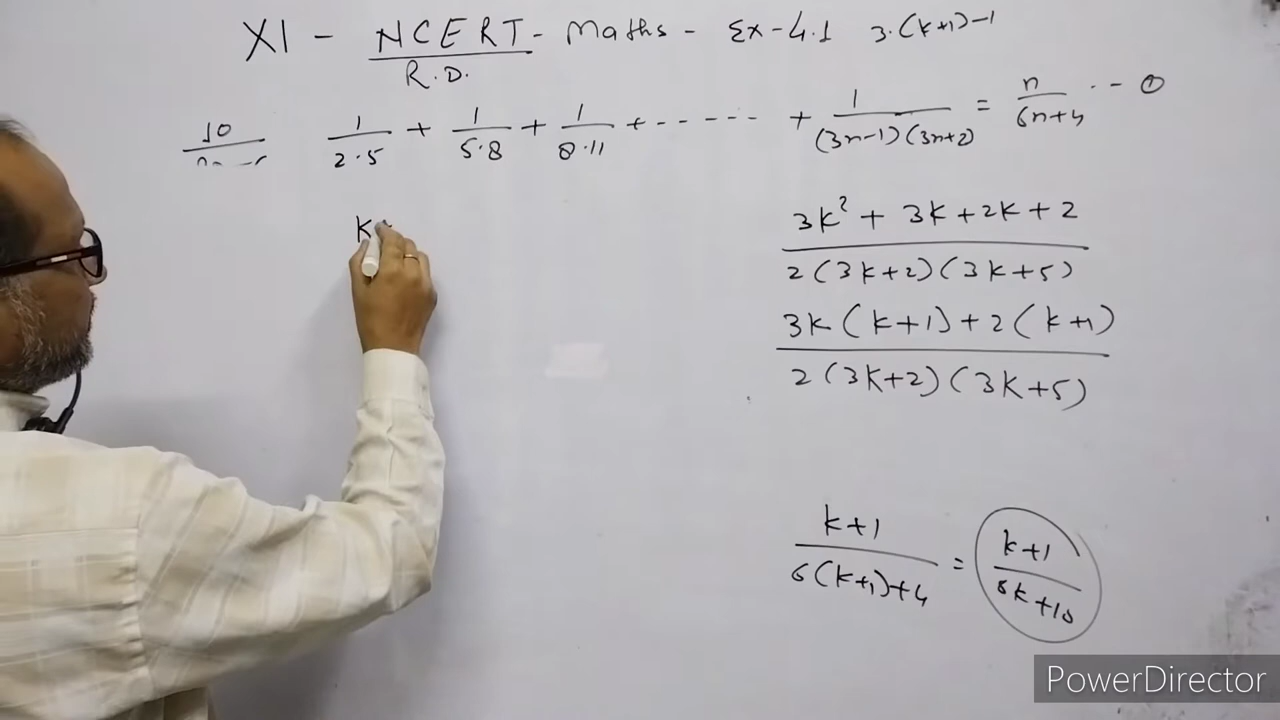 XI - NCERT - Maths - Ex-4.1 3.(k+1)-1
R.D.
10 1/2.5 + 1/5.8 + 1/8.11 + ------ + 1/(3n-1)(3n+2) = n/6n+4 --- ①
k
3k² + 3k + 2k + 2
2(3k+2)(3k+5)
3k(k+1)+2(k+1)
2(3k+2)(3k+5)
k+1/6(k+1)+4 = k+1/6k+10
PowerDirector